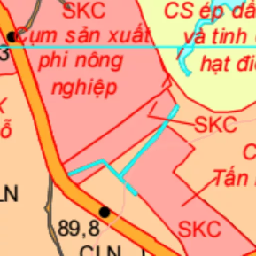 SKC
Cụm sản xuất
phi nông
nghiệp
CS ép dầ
và tinh
hạt đi
SKC
Tấn
LN
89,8
CLN
SKC